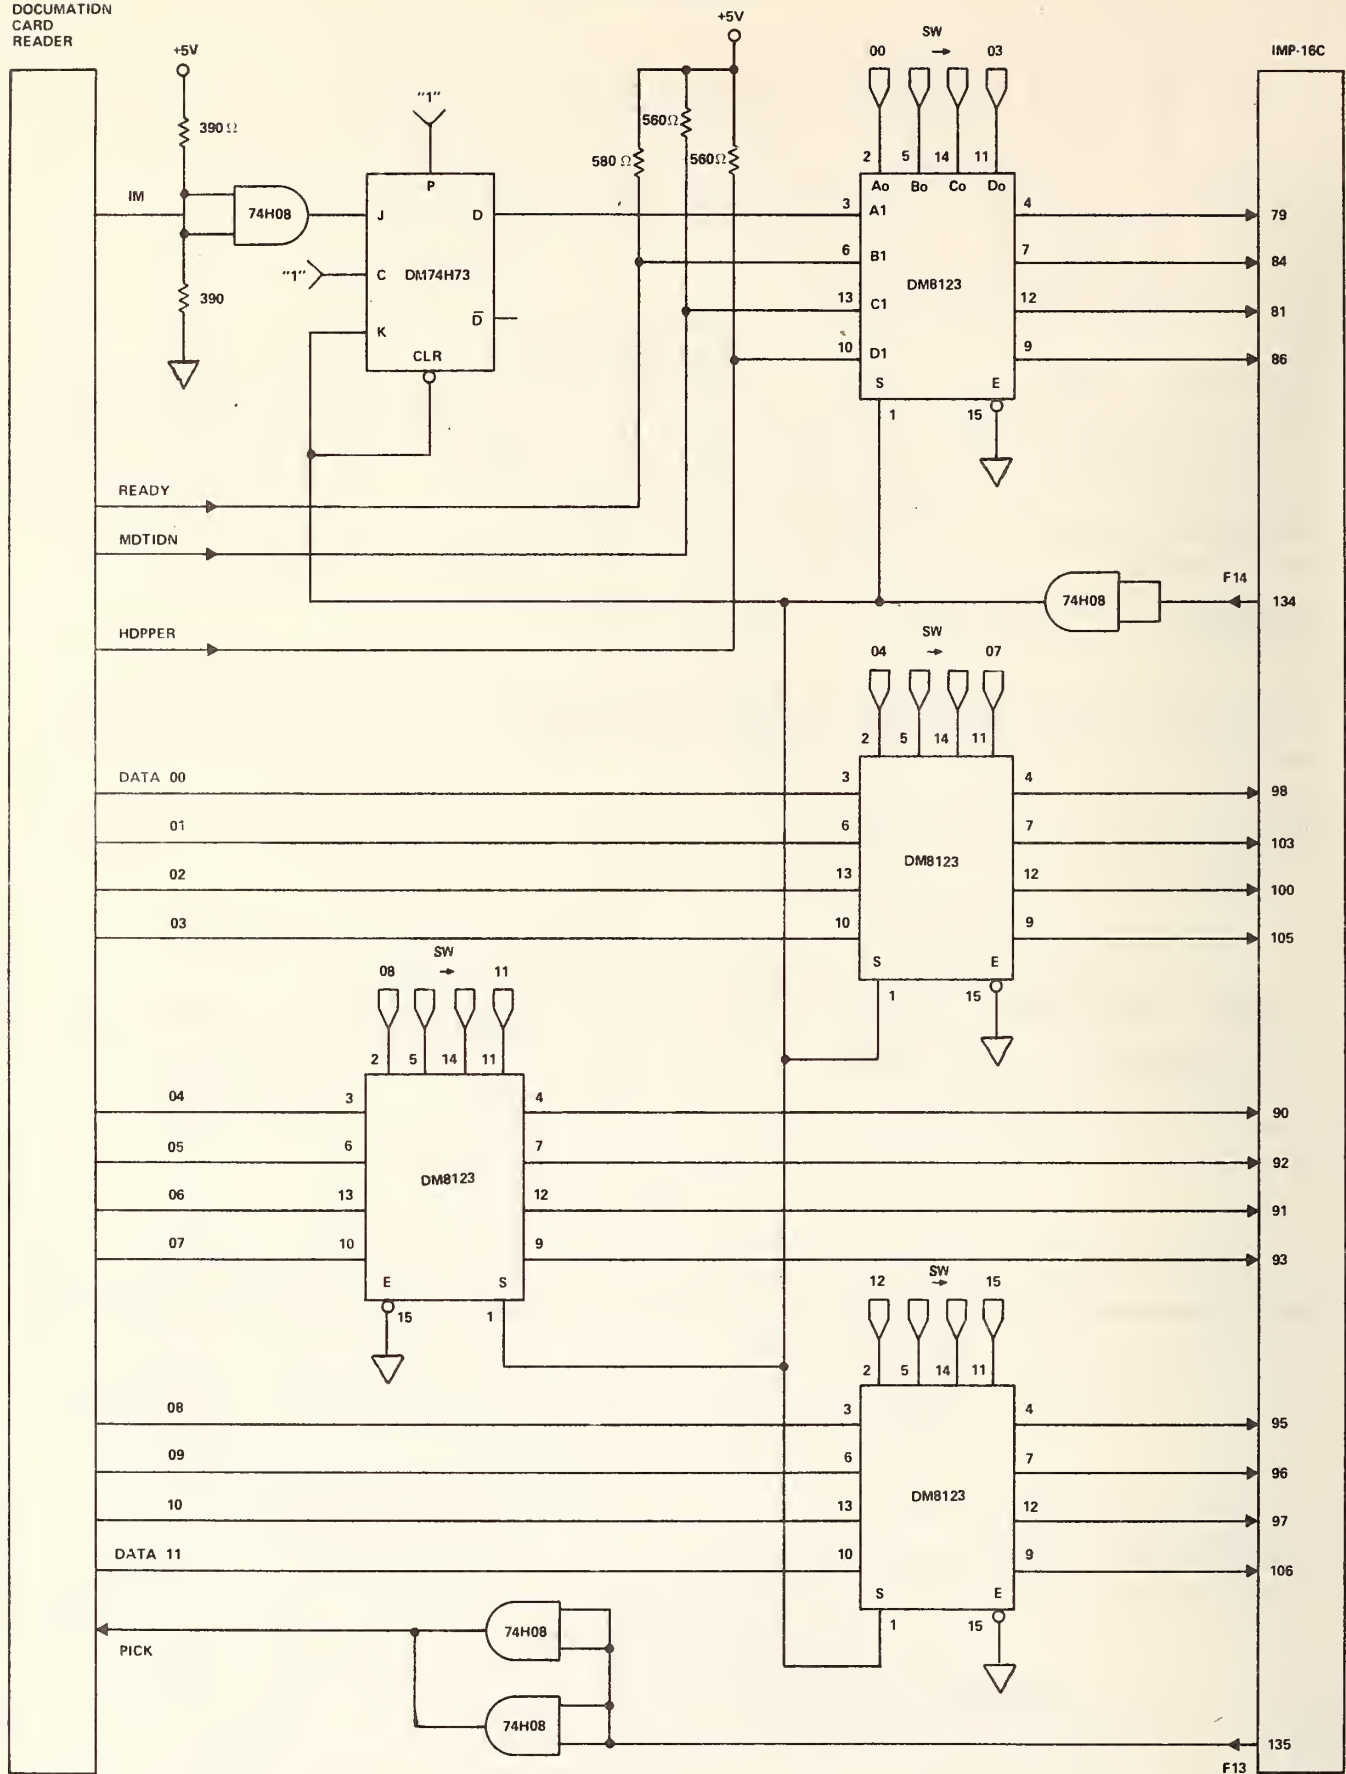 DOCUMATION
CARD
READER
+5V
+5V
SW
00 → 03
IMP-16C
"1"
390 Ω
560Ω
580 Ω
560Ω
2 5 14 11
IM
74H08
P
J D
Ao Bo Co Do
3 A1 4 79
6 B1 7 84
"1"
C DM74H73
DM8123
390
13 C1 12 81
K D̄
10 D1 9 86
CLR
S E
1 15
READY
MDTIDN
F14
74H08
134
HDPPER
SW
04 → 07
2 5 14 11
DATA 00 3 4 98
01 6 7 103
DM8123
02 13 12 100
03 10 9 105
SW
08 → 11
S E
1 15
2 5 14 11
04 3 4 90
05 6 7 92
DM8123
06 13 12 91
07 10 9 93
SW
12 → 15
E S
15 1
2 5 14 11
08 3 4 95
09 6 7 96
DM8123
10 13 12 97
DATA 11 10 9 106
S E
1 15
74H08
PICK
74H08
135
F13